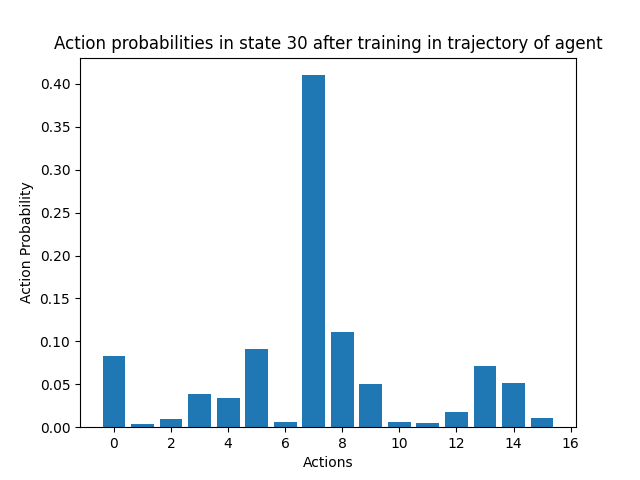 Action probabilities in state 30 after training in trajectory of agent
0.40
0.35
0.30
0.25
0.20
0.15
0.10
0.05
0.00
Action Probability
0 2 4 6 8 10 12 14 16
Actions